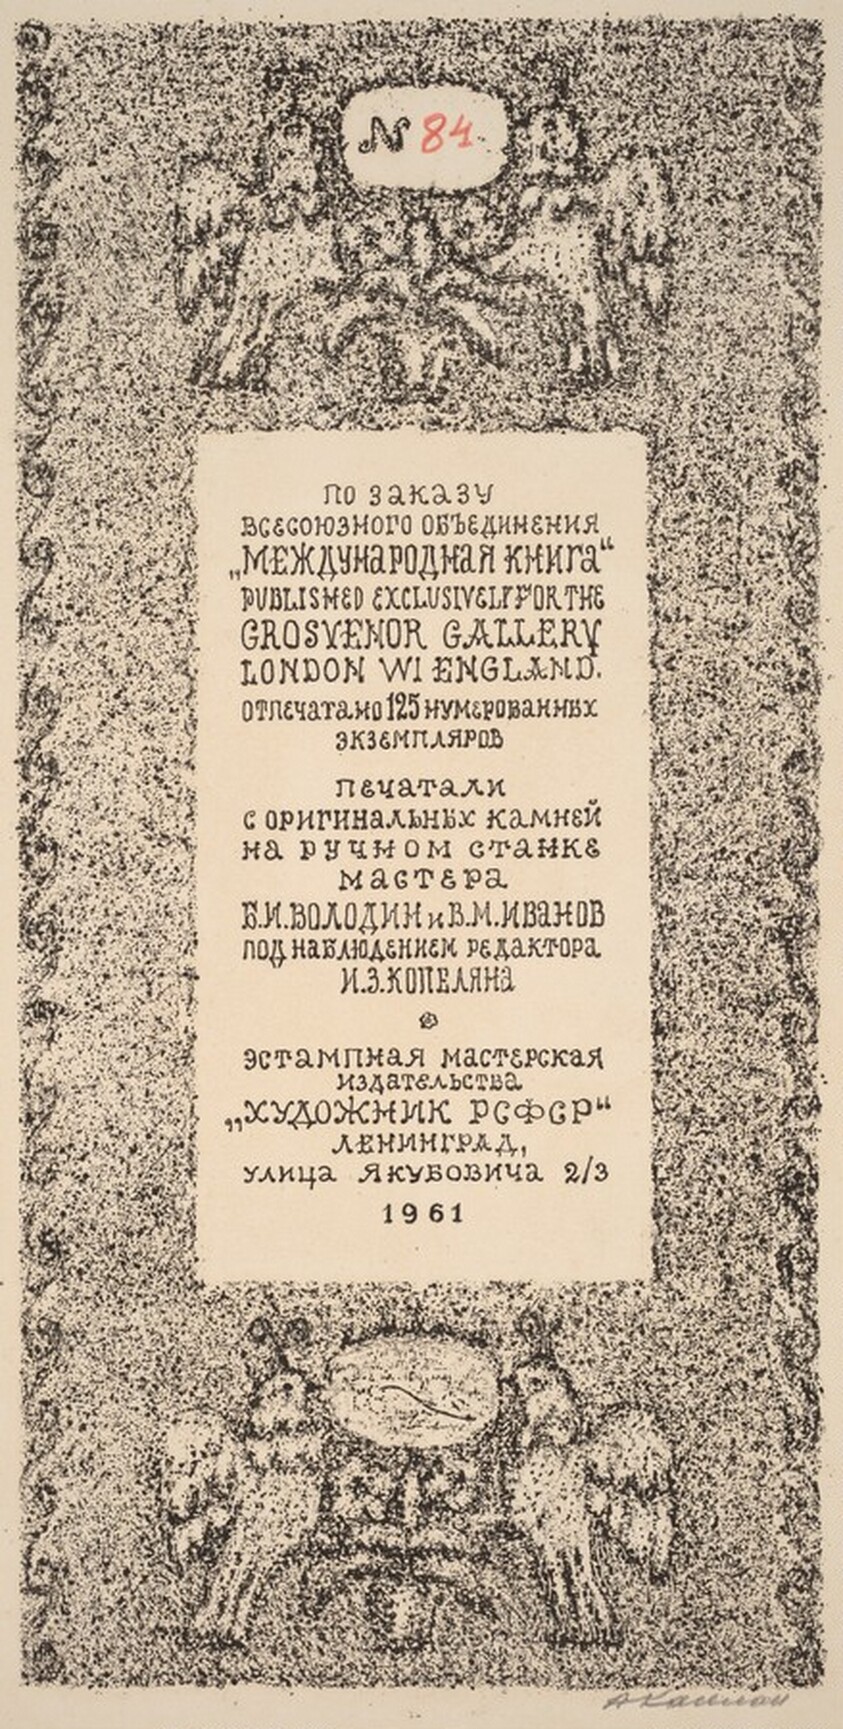 N 84
ПО ЗАКАЗУ
ВСЕСОЮЗНОГО ОБЪЕДИНЕНИЯ
„МЕЖДУНАРОДНАЯ КНИГА“
PUBLISHED EXCLUSIVELY FOR THE
GROSVENOR GALLERY
LONDON W1 ENGLAND.
ОТПЕЧАТАНО 125 НУМЕРОВАННЫХ
ЭКЗЕМПЛЯРОВ
ПЕЧАТАЛИ
С ОРИГИНАЛЬНЫХ КАМНЕЙ
НА РУЧНОМ СТАНКЕ
МАСТЕРА
Б.И.ВОЛОДИН и В.М.ИВАНОВ
ПОД НАБЛЮДЕНИЕМ РЕДАКТОРА
И.З.КОПЕЛЯНА
ЭСТАМПНАЯ МАСТЕРСКАЯ
ИЗДАТЕЛЬСТВА
„ХУДОЖНИК РСФСР“
ЛЕНИНГРАД,
УЛИЦА ЯКУБОВИЧА 2/3
1961
А Каплан